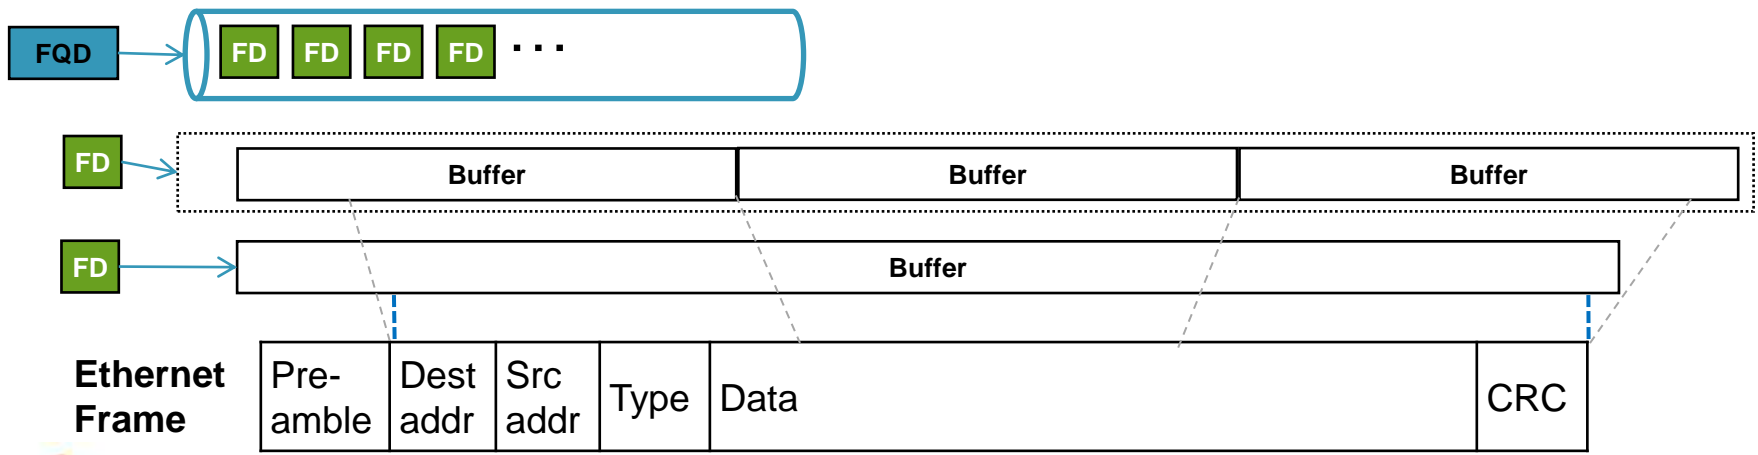 FQD FD FD FD FD . . .
FD Buffer Buffer Buffer
FD Buffer
Ethernet Frame
Pre-
amble
Dest
addr
Src
addr
Type
Data
CRC